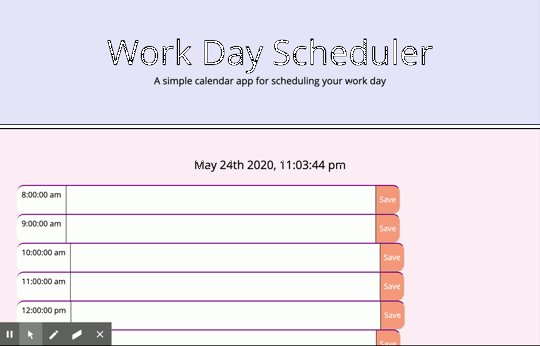 Work Day Scheduler
A simple calendar app for scheduling your work day
May 24th 2020, 11:03:44 pm
8:00:00 am Save
9:00:00 am Save
10:00:00 am Save
11:00:00 am Save
12:00:00 pm Save
Save